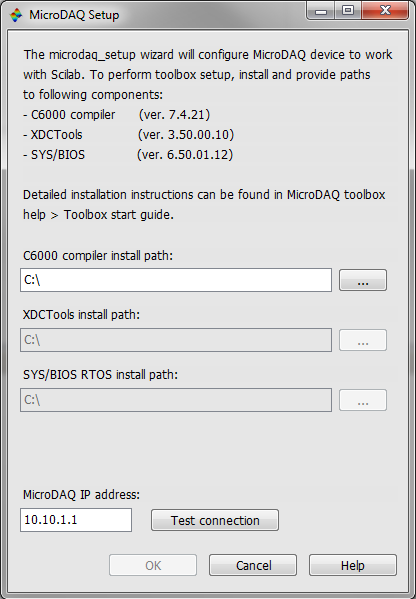 MicroDAQ Setup
The microdaq_setup wizard will configure MicroDAQ device to work
with Scilab. To perform toolbox setup, install and provide paths
to following components:
- C6000 compiler (ver. 7.4.21)
- XDCTools (ver. 3.50.00.10)
- SYS/BIOS (ver. 6.50.01.12)
Detailed installation instructions can be found in MicroDAQ toolbox
help > Toolbox start guide.
C6000 compiler install path:
C:\ ...
XDCTools install path:
C:\ ...
SYS/BIOS RTOS install path:
C:\ ...
MicroDAQ IP address:
10.10.1.1 Test connection
OK Cancel Help